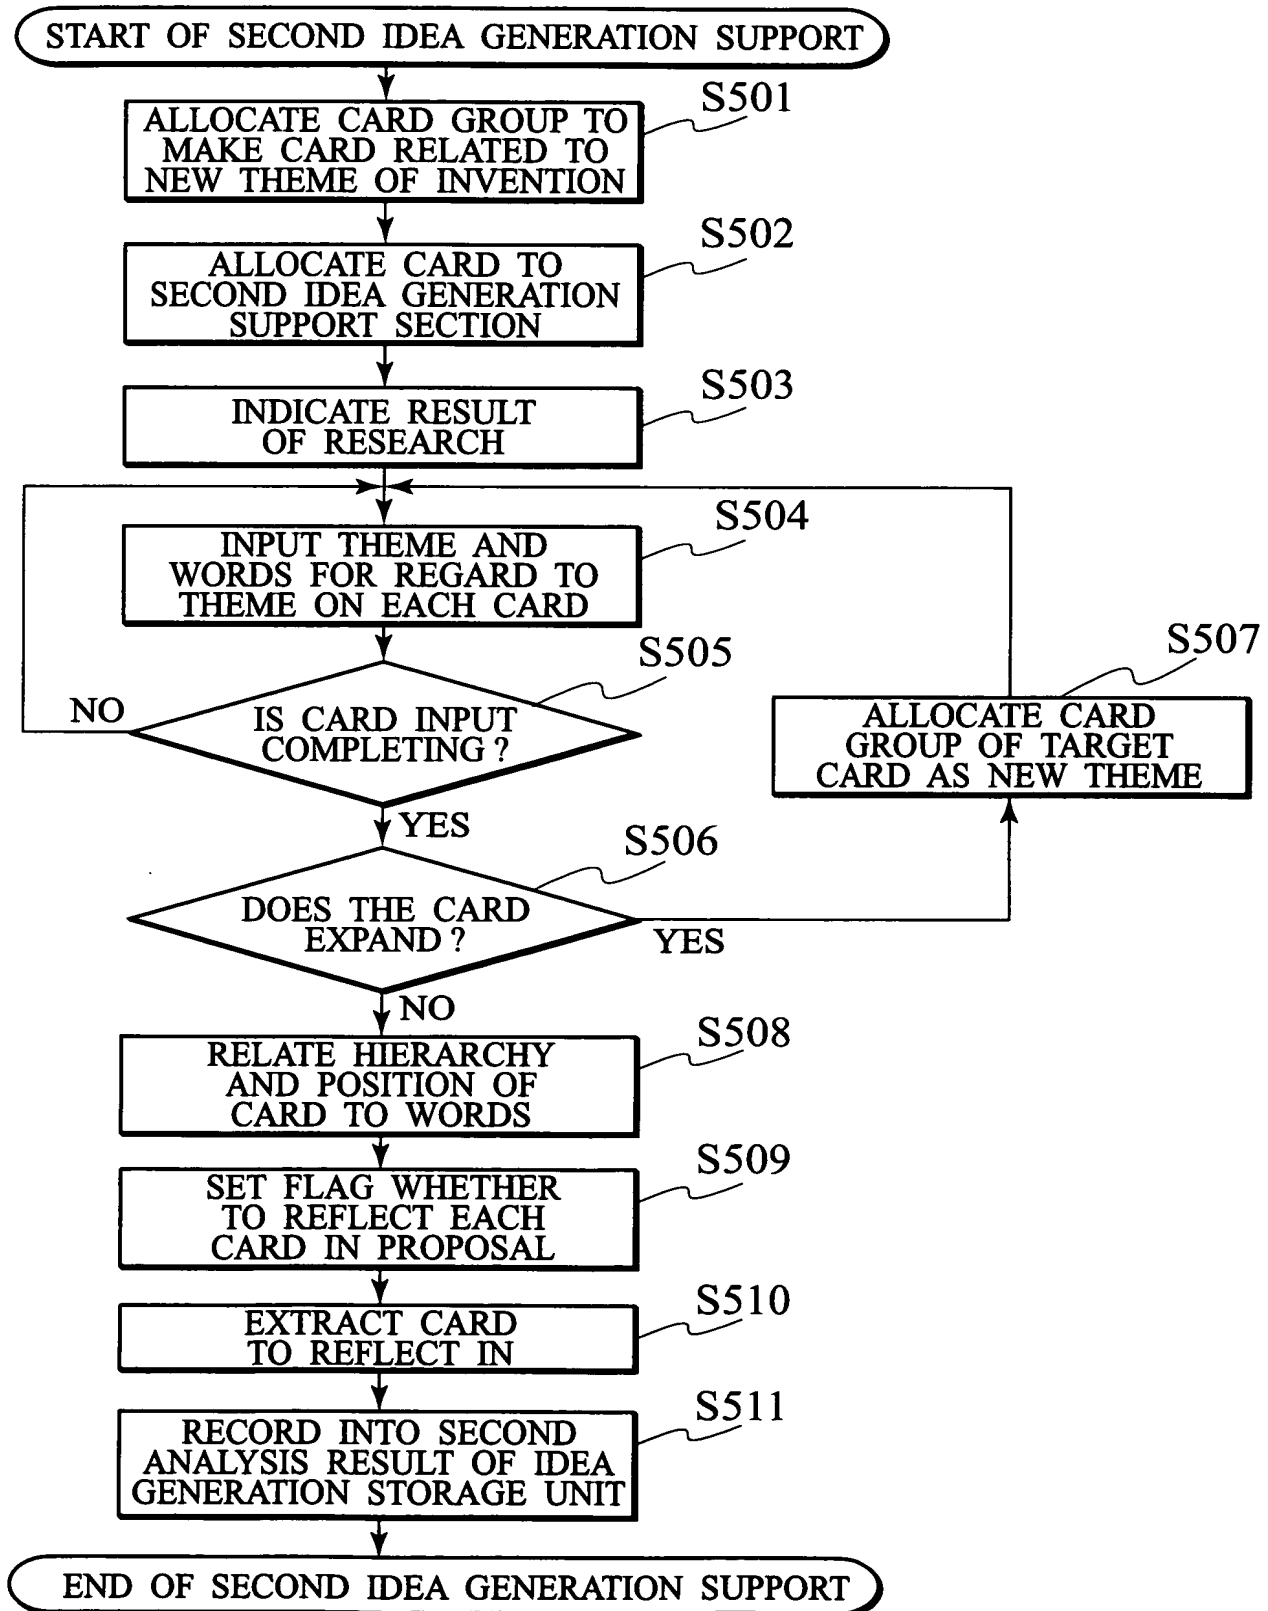 START OF SECOND IDEA GENERATION SUPPORT
S501
ALLOCATE CARD GROUP TO
MAKE CARD RELATED TO
NEW THEME OF INVENTION
S502
ALLOCATE CARD TO
SECOND IDEA GENERATION
SUPPORT SECTION
S503
INDICATE RESULT
OF RESEARCH
S504
INPUT THEME AND
WORDS FOR REGARD TO
THEME ON EACH CARD
S505
IS CARD INPUT
COMPLETING ?
NO
YES
S507
ALLOCATE CARD
GROUP OF TARGET
CARD AS NEW THEME
S506
DOES THE CARD
EXPAND ?
YES
NO
S508
RELATE HIERARCHY
AND POSITION OF
CARD TO WORDS
S509
SET FLAG WHETHER
TO REFLECT EACH
CARD IN PROPOSAL
S510
EXTRACT CARD
TO REFLECT IN
S511
RECORD INTO SECOND
ANALYSIS RESULT OF IDEA
GENERATION STORAGE UNIT
END OF SECOND IDEA GENERATION SUPPORT